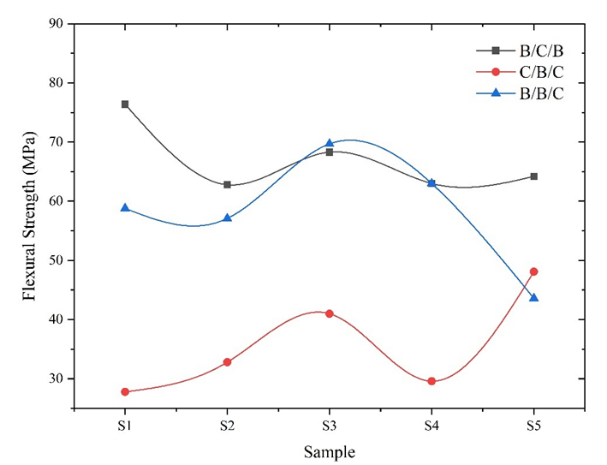 90
80
70
60
50
40
30
Flexural Strength (MPa)
B/C/B
C/B/C
B/B/C
S1 S2 S3 S4 S5
Sample